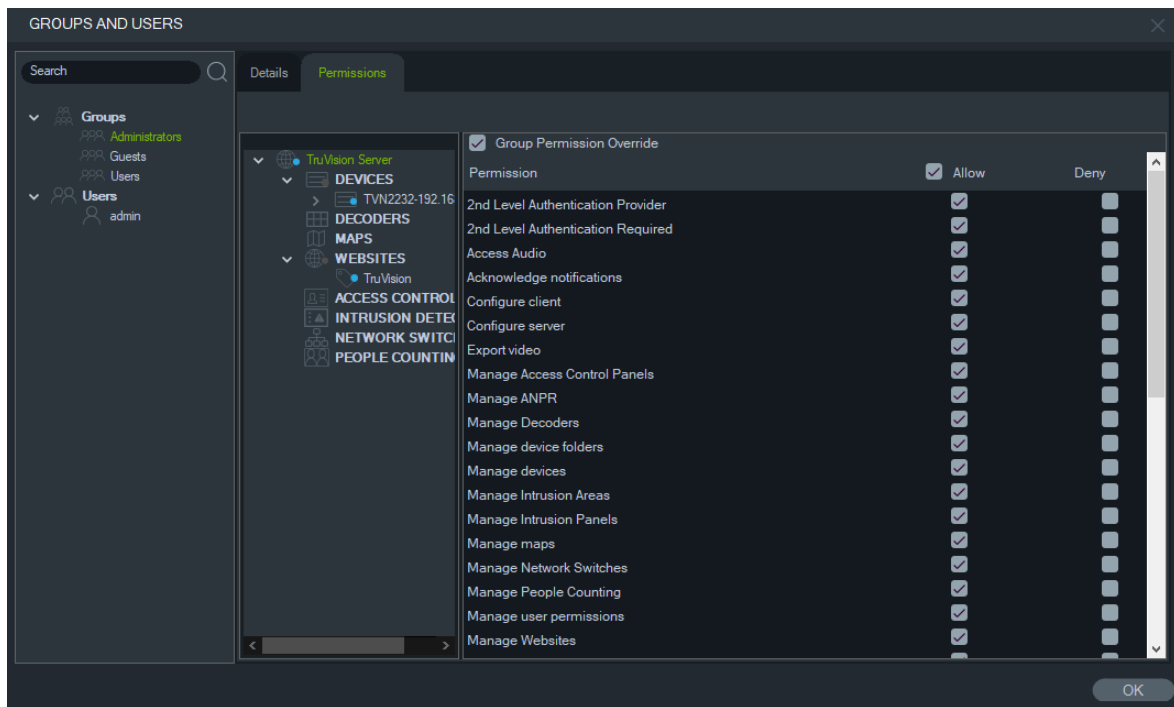 GROUPS AND USERS
Search
Groups
Administrators
Guests
Users
Users
admin
Details
Permissions
TruVision Server
DEVICES
TVN2232-192.16
DECODERS
MAPS
WEBSITES
TruVision
ACCESS CONTROL
INTRUSION DETE
NETWORK SWITC
PEOPLE COUNTIN
Group Permission Override
Permission Allow Deny
2nd Level Authentication Provider
2nd Level Authentication Required
Access Audio
Acknowledge notifications
Configure client
Configure server
Export video
Manage Access Control Panels
Manage ANPR
Manage Decoders
Manage device folders
Manage devices
Manage Intrusion Areas
Manage Intrusion Panels
Manage maps
Manage Network Switches
Manage People Counting
Manage user permissions
Manage Websites
OK